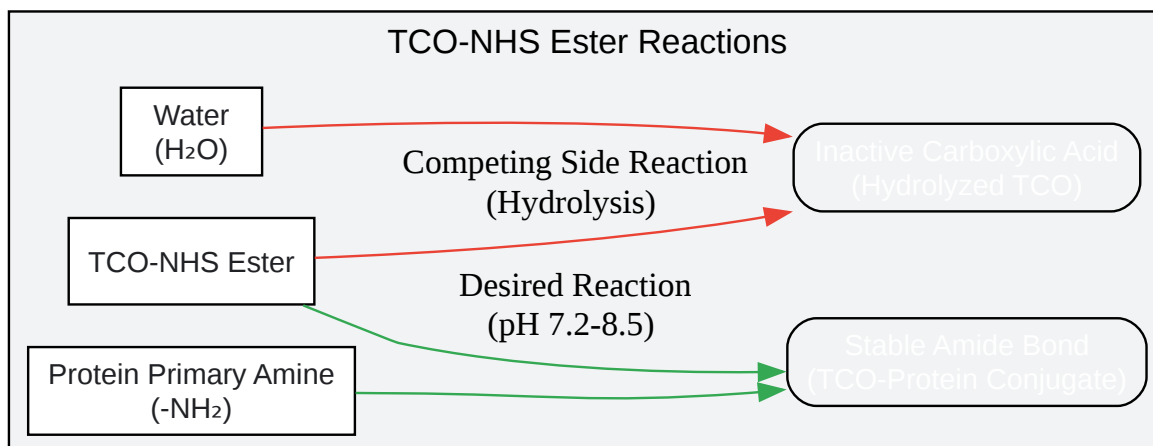 TCO-NHS Ester Reactions
Water
(H₂O)
Inactive Carboxylic Acid
(Hydrolyzed TCO)
Competing Side Reaction
(Hydrolysis)
TCO-NHS Ester
Desired Reaction
(pH 7.2-8.5)
Stable Amide Bond
(TCO-Protein Conjugate)
Protein Primary Amine
(-NH₂)